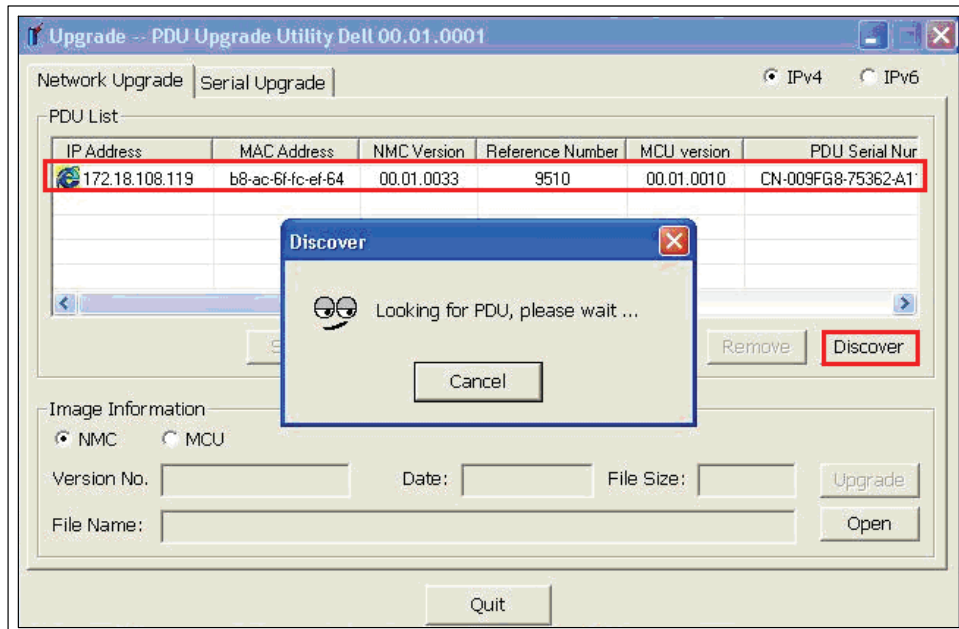 Upgrade -- PDU Upgrade Utility Dell 00.01.0001
Network Upgrade Serial Upgrade IPv4 IPv6
PDU List
IP Address MAC Address NMC Version Reference Number MCU version PDU Serial Nur
172.18.108.119 b8-ac-6f-fc-ef-64 00.01.0033 9510 00.01.0010 CN-009FG8-75362-A1
Discover
Looking for PDU, please wait ...
Cancel
Remove Discover
Image Information
NMC MCU
Version No. Date: File Size: Upgrade
File Name: Open
Quit